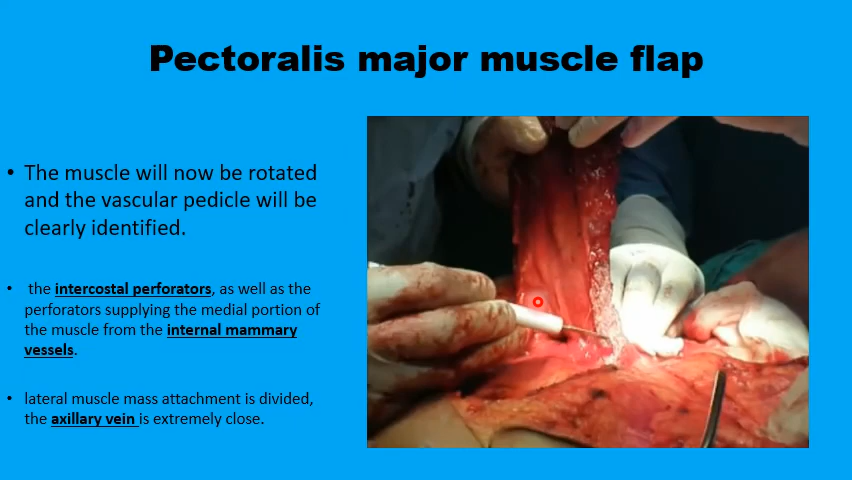 Pectoralis major muscle flap
• The muscle will now be rotated
and the vascular pedicle will be
clearly identified.
• the intercostal perforators, as well as the
perforators supplying the medial portion of
the muscle from the internal mammary
vessels.
• lateral muscle mass attachment is divided,
the axillary vein is extremely close.